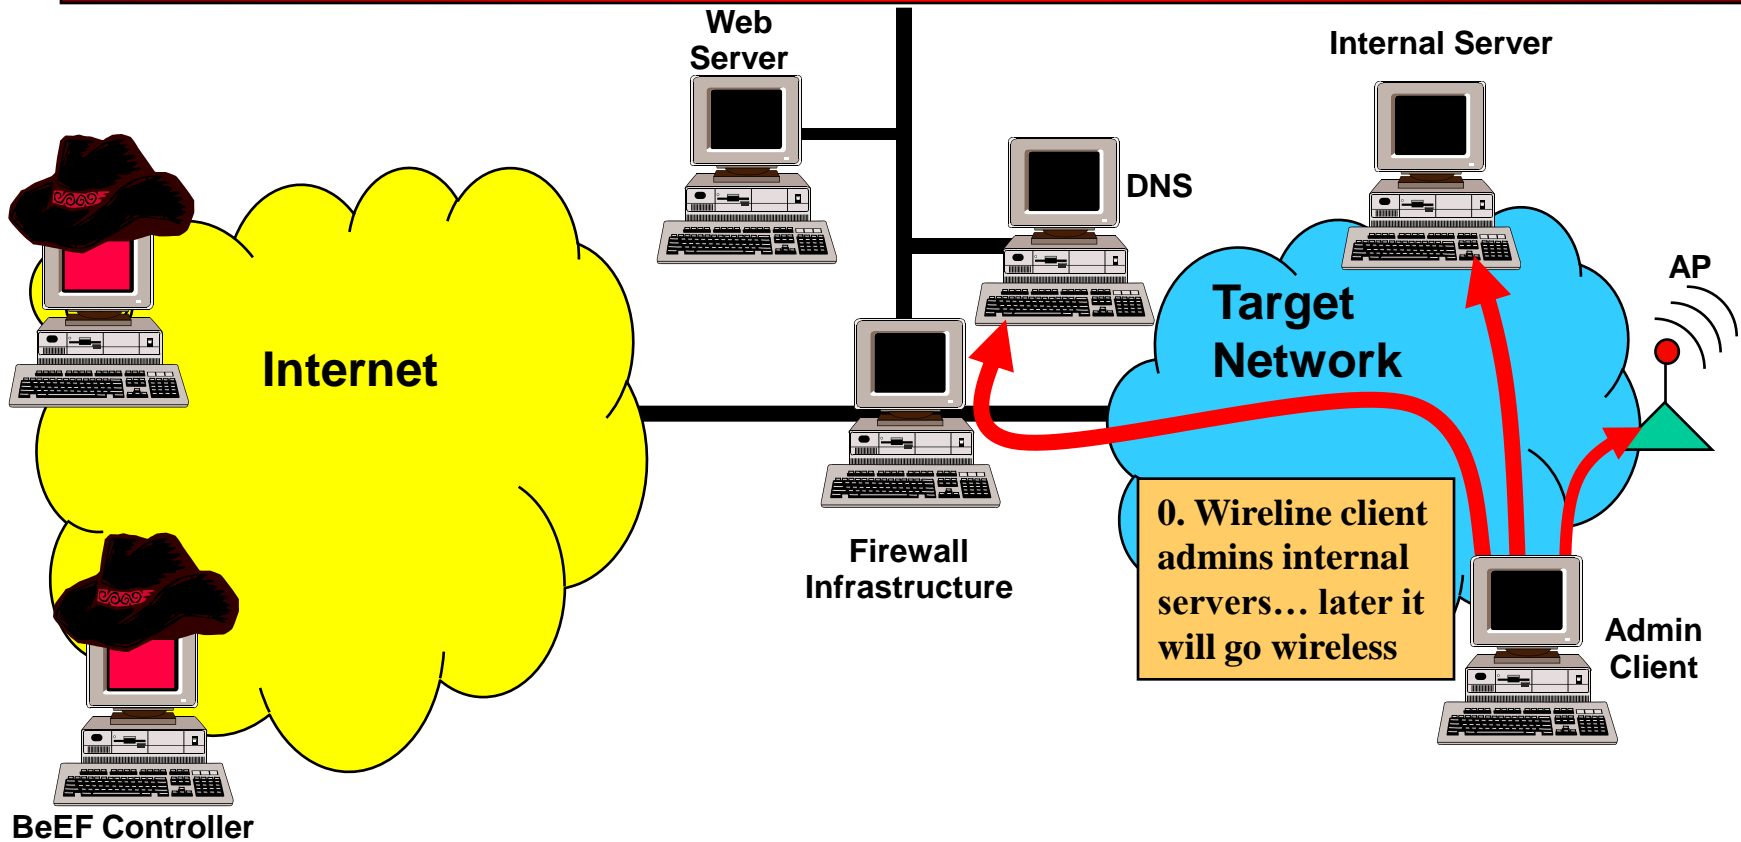 Web
Server
Internal Server
DNS
AP
Target
Network
Internet
0. Wireline client
admins internal
servers… later it
will go wireless
Firewall
Infrastructure
Admin
Client
BeEF Controller